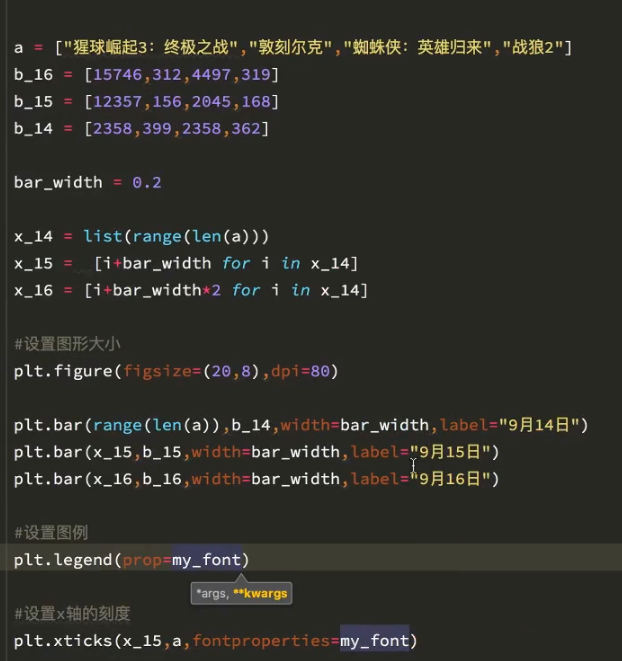 a = ["猩球崛起3：终极之战","敦刻尔克","蜘蛛侠：英雄归来","战狼2"]
b_16 = [15746,312,4497,319]
b_15 = [12357,156,2045,168]
b_14 = [2358,399,2358,362]
bar_width = 0.2
x_14 = list(range(len(a)))
x_15 =  [i+bar_width for i in x_14]
x_16 = [i+bar_width*2 for i in x_14]
#设置图形大小
plt.figure(figsize=(20,8),dpi=80)
plt.bar(range(len(a)),b_14,width=bar_width,label="9月14日")
plt.bar(x_15,b_15,width=bar_width,label="9月15日")
plt.bar(x_16,b_16,width=bar_width,label="9月16日")
#设置图例
plt.legend(prop=my_font)
*args, **kwargs
#设置x轴的刻度
plt.xticks(x_15,a,fontproperties=my_font)